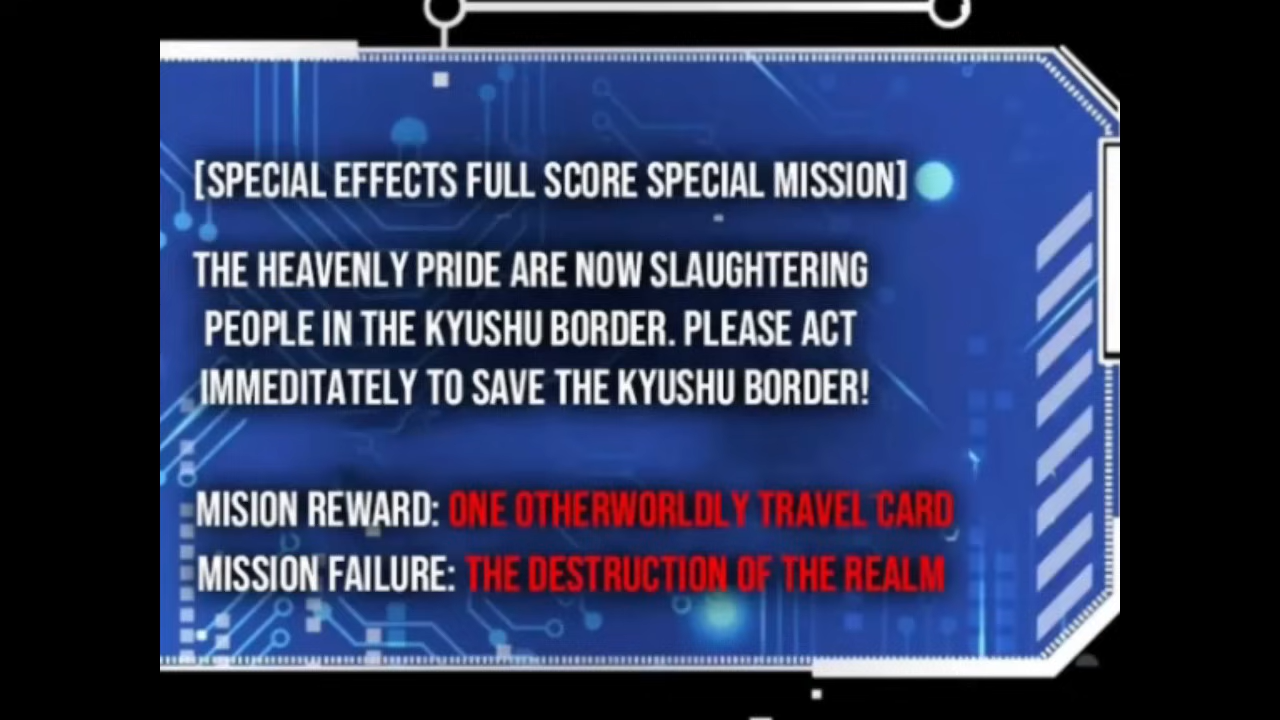 [SPECIAL EFFECTS FULL SCORE SPECIAL MISSION]
THE HEAVENLY PRIDE ARE NOW SLAUGHTERING
PEOPLE IN THE KYUSHU BORDER. PLEASE ACT
IMMEDITATELY TO SAVE THE KYUSHU BORDER!
MISION REWARD: ONE OTHERWORLDLY TRAVEL CARD
MISSION FAILURE: THE DESTRUCTION OF THE REALM